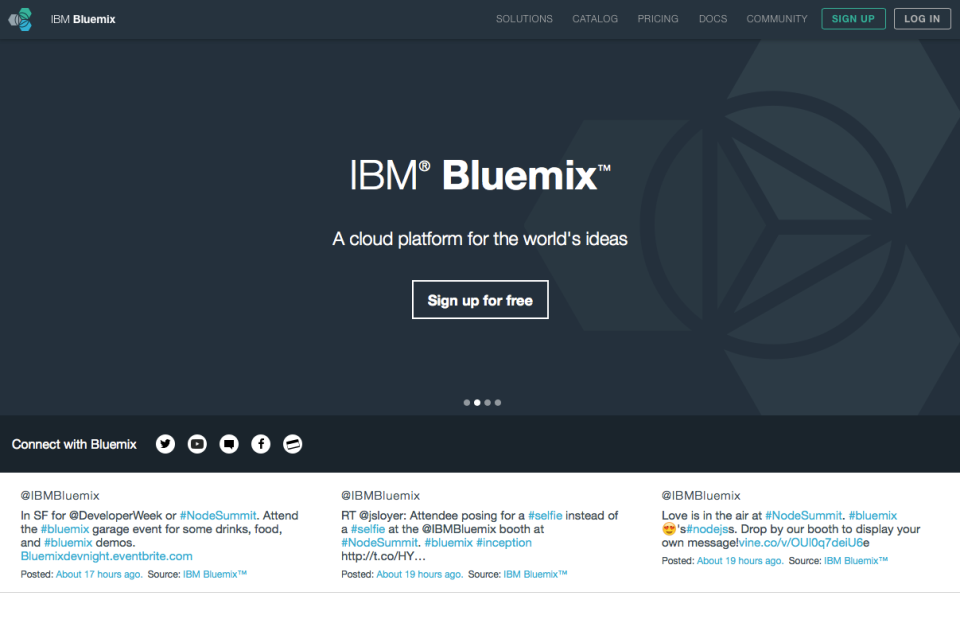 IBM Bluemix
SOLUTIONS CATALOG PRICING DOCS COMMUNITY SIGN UP LOG IN
IBM® Bluemix™
A cloud platform for the world's ideas
Sign up for free
Connect with Bluemix
@IBMBluemix
In SF for @DeveloperWeek or #NodeSummit. Attend
the #bluemix garage event for some drinks, food,
and #bluemix demos.
Bluemixdevnight.eventbrite.com
Posted: About 17 hours ago. Source: IBM Bluemix™
@IBMBluemix
RT @jsloyer: Attendee posing for a #selfie instead of
a #selfie at the @IBMBluemix booth at
#NodeSummit. #bluemix #inception
http://t.co/HY…
Posted: About 19 hours ago. Source: IBM Bluemix™
@IBMBluemix
Love is in the air at #NodeSummit. #bluemix
😍's#nodejss. Drop by our booth to display your
own message!vine.co/v/OUl0q7deiU6e
Posted: About 19 hours ago. Source: IBM Bluemix™